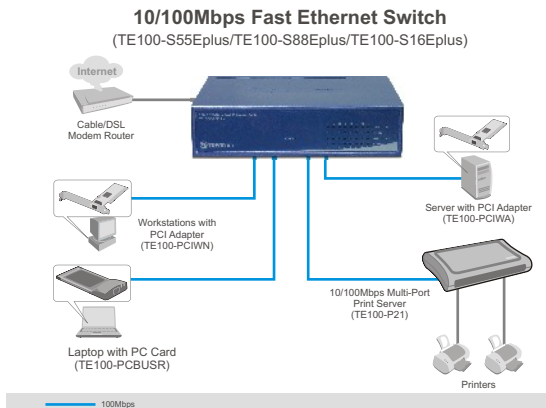 10/100Mbps Fast Ethernet Switch
(TE100-S55Eplus/TE100-S88Eplus/TE100-S16Eplus)
Internet
Cable/DSL
Modem Router
Workstations with
PCI Adapter
(TE100-PCIWN)
Server with PCI Adapter
(TE100-PCIWA)
10/100Mbps Multi-Port
Print Server
(TE100-P21)
Laptop with PC Card
(TE100-PCBUSR)
Printers
100Mbps